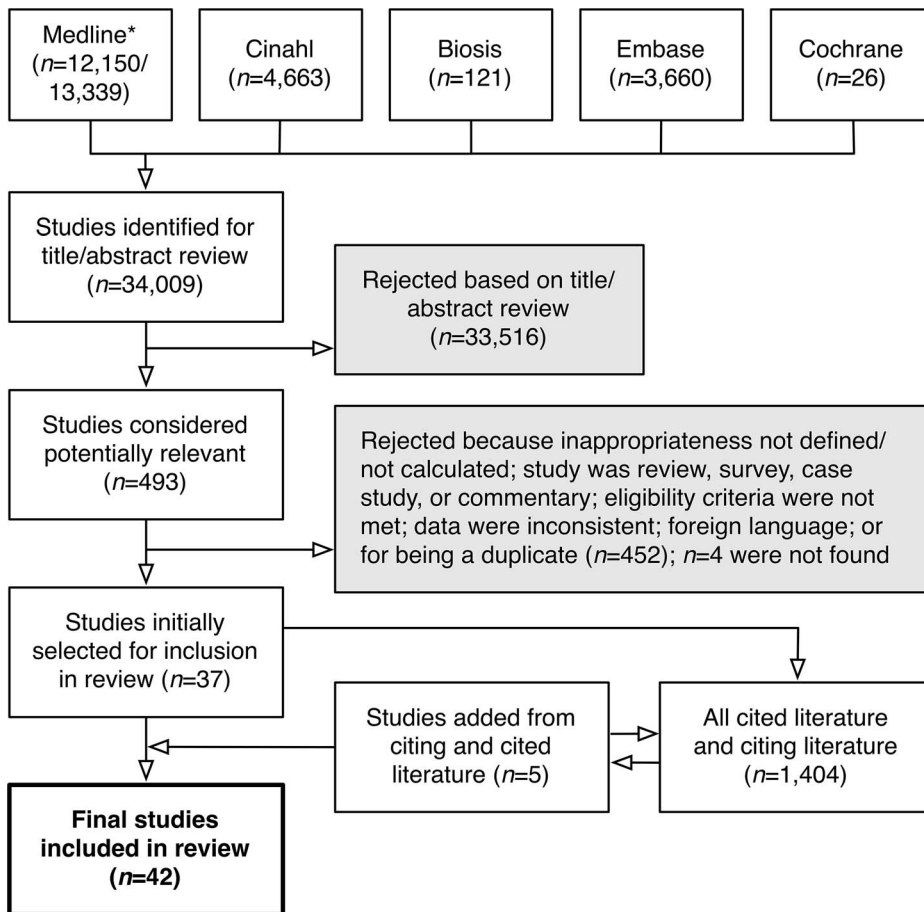 Medline*
(n=12,150/
13,339)
Cinahl
(n=4,663)
Biosis
(n=121)
Embase
(n=3,660)
Cochrane
(n=26)
Studies identified for
title/abstract review
(n=34,009)
Rejected based on title/
abstract review
(n=33,516)
Studies considered
potentially relevant
(n=493)
Rejected because inappropriateness not defined/
not calculated; study was review, survey, case
study, or commentary; eligibility criteria were not
met; data were inconsistent; foreign language; or
for being a duplicate (n=452); n=4 were not found
Studies initially
selected for inclusion
in review (n=37)
Studies added from
citing and cited
literature (n=5)
All cited literature
and citing literature
(n=1,404)
Final studies
included in review
(n=42)